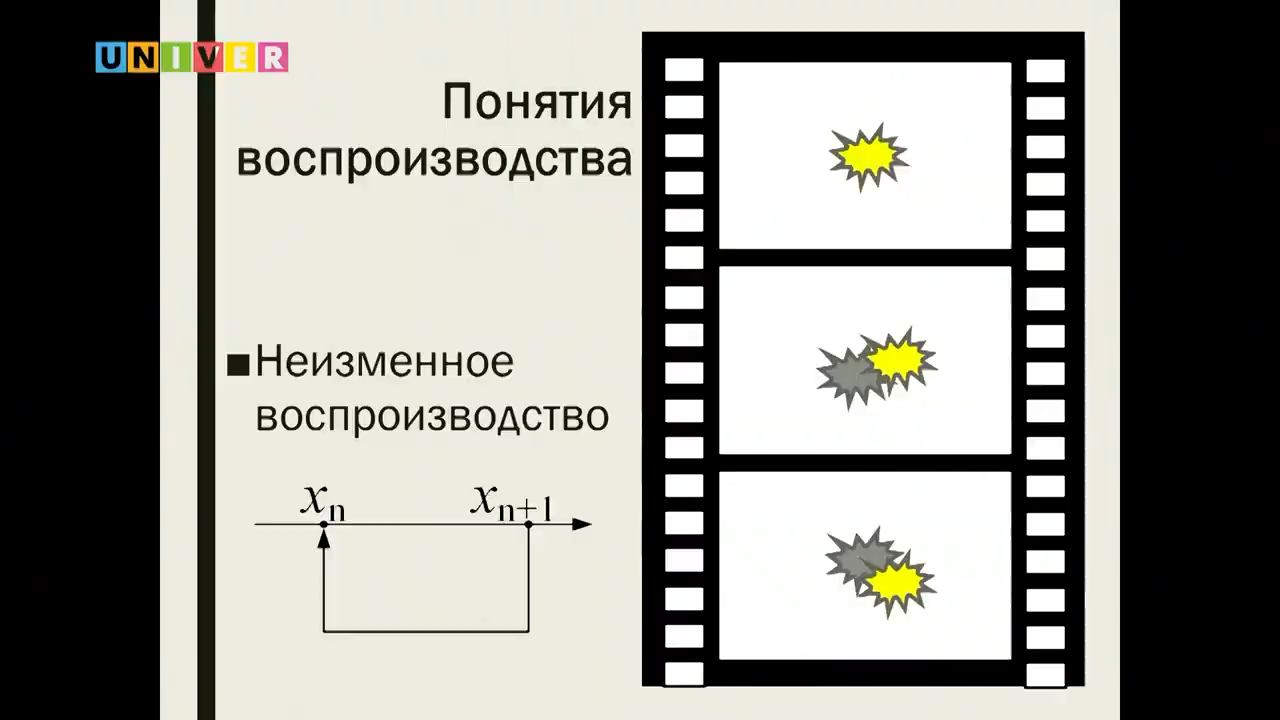 UNIVER
Понятия
воспроизводства
Неизменное
воспроизводство
xn
xn+1